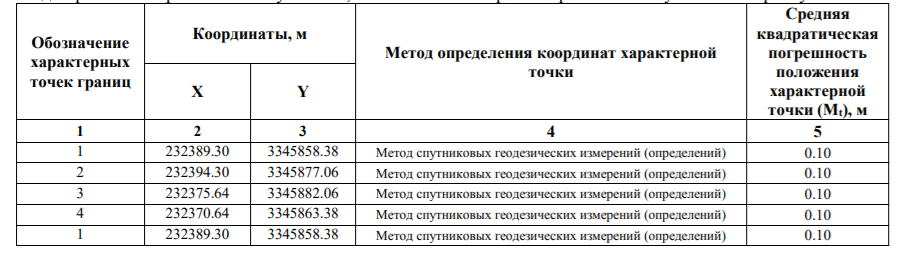 Обозначение характерных точек границ | Координаты, м | Метод определения координат характерной точки | Средняя квадратическая погрешность положения характерной точки (Mt), м
X | Y
1 | 2 | 3 | 4 | 5
1 | 232389.30 | 3345858.38 | Метод спутниковых геодезических измерений (определений) | 0.10
2 | 232394.30 | 3345877.06 | Метод спутниковых геодезических измерений (определений) | 0.10
3 | 232375.64 | 3345882.06 | Метод спутниковых геодезических измерений (определений) | 0.10
4 | 232370.64 | 3345863.38 | Метод спутниковых геодезических измерений (определений) | 0.10
1 | 232389.30 | 3345858.38 | Метод спутниковых геодезических измерений (определений) | 0.10